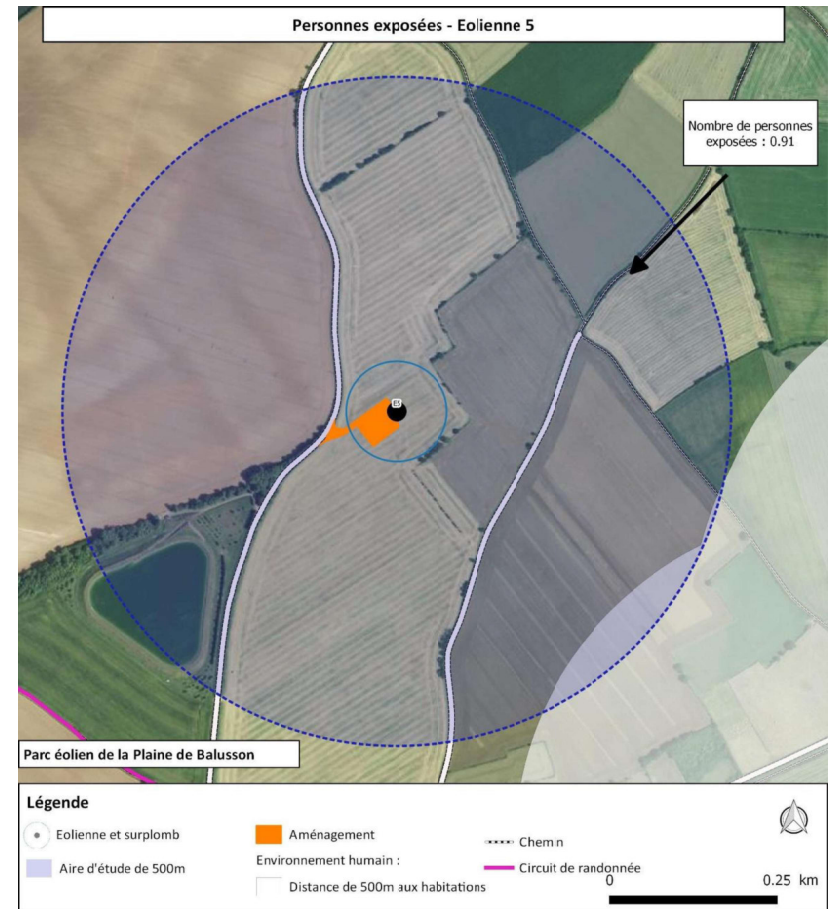 Personnes exposées - Eolienne 5
Nombre de personnes
exposées : 0.91
E5
Parc éolien de la Plaine de Balusson
Légende
Eolienne et surplomb
Aire d'étude de 500m
Aménagement
Environnement humain :
Distance de 500m aux habitations
Chemin
Circuit de randonnée
0 0.25 km